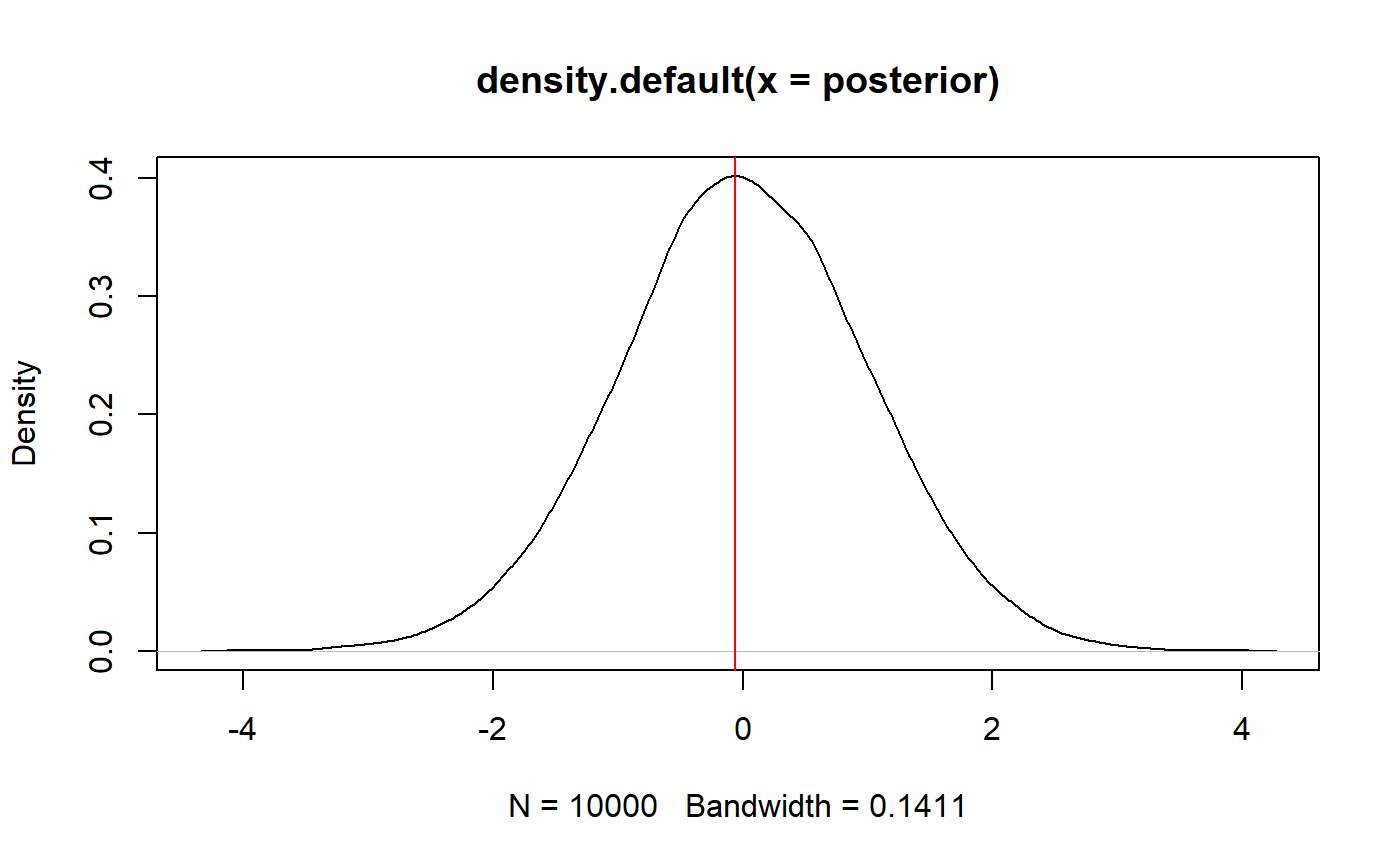 density.default(x = posterior)
Density
0.4
0.3
0.2
0.1
0.0
-4 -2 0 2 4
N = 10000 Bandwidth = 0.1411